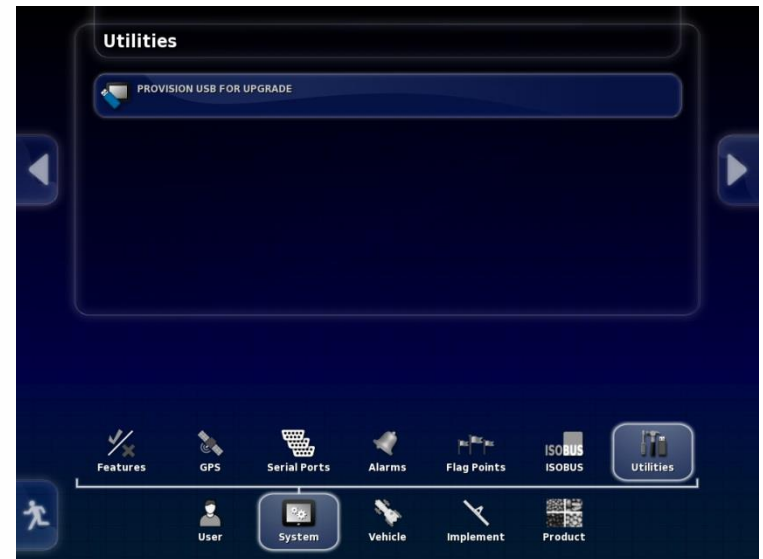 Utilities
PROVISION USB FOR UPGRADE
ISOBUS
Features GPS Serial Ports Alarms Flag Points ISOBUS Utilities
User System Vehicle Implement Product